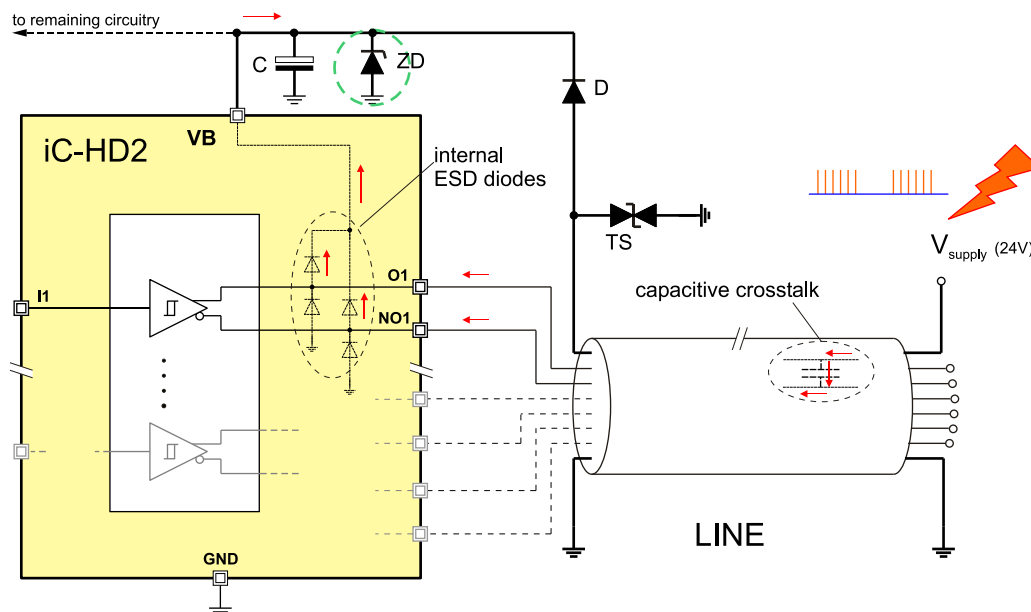 to remaining circuitry
C
ZD
D
VB
iC-HD2
internal
ESD diodes
TS
Vsupply (24V)
O1
I1
NO1
capacitive crosstalk
LINE
GND